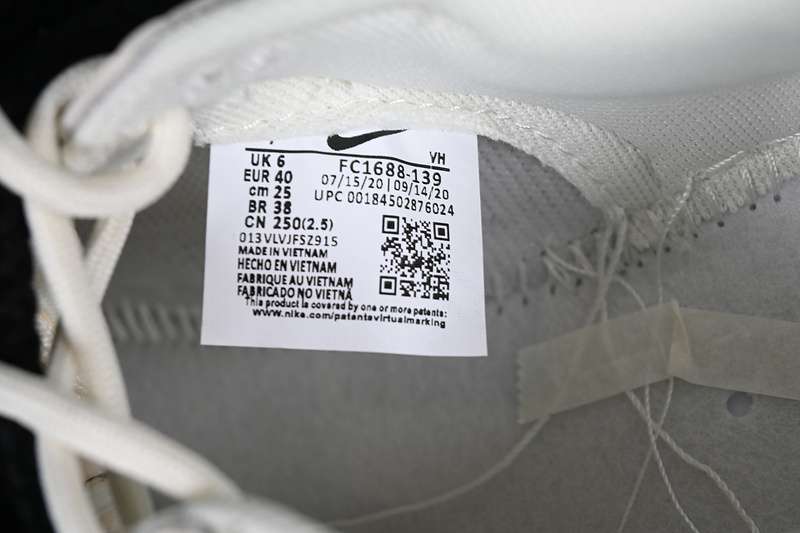 VH
UK 6
FC1688-139
EUR 40
07/15/20 | 09/14/20
cm 25
UPC 00184502876024
BR 38
CN 250(2.5)
013VLVJFSZ915
MADE IN VIETNAM
HECHO EN VIETNAM
FABRIQUE AU VIETNAM
FABRICADO NO VIETNÃ
This product is covered by one or more patents:
www.nike.com/patentsvirtualmarking